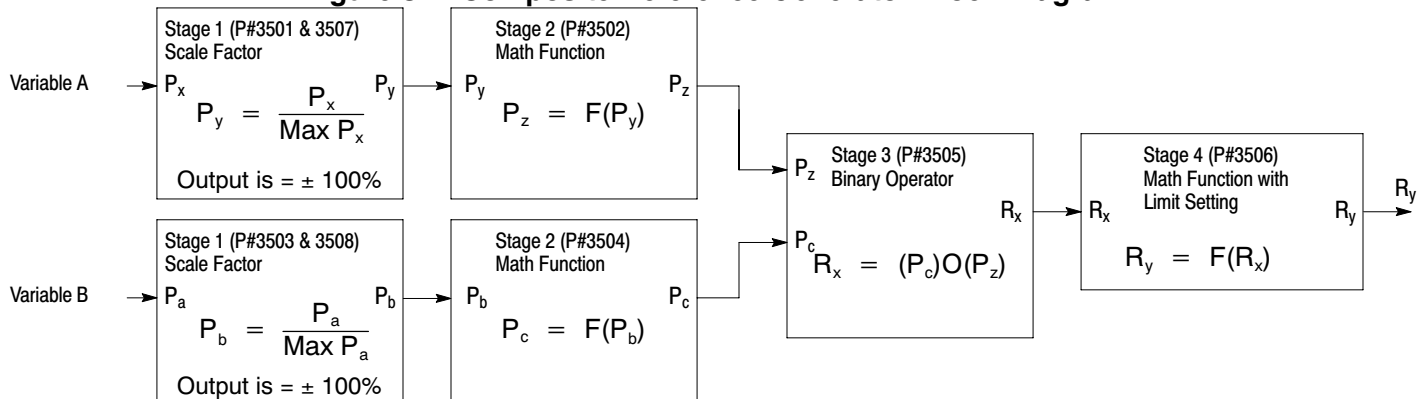 Stage 1 (P#3501 & 3507)
Scale Factor
Variable A
Px
Py = Px / Max Px
Py
Output is = ± 100%
Stage 2 (P#3502)
Math Function
Py
Pz = F(Py)
Pz
Stage 1 (P#3503 & 3508)
Scale Factor
Variable B
Pa
Pb = Pa / Max Pa
Pb
Output is = ± 100%
Stage 2 (P#3504)
Math Function
Pb
Pc = F(Pb)
Pc
Stage 3 (P#3505)
Binary Operator
Pz
Pc
Rx = (Pc)O(Pz)
Rx
Stage 4 (P#3506)
Math Function with
Limit Setting
Rx
Ry = F(Rx)
Ry
Ry